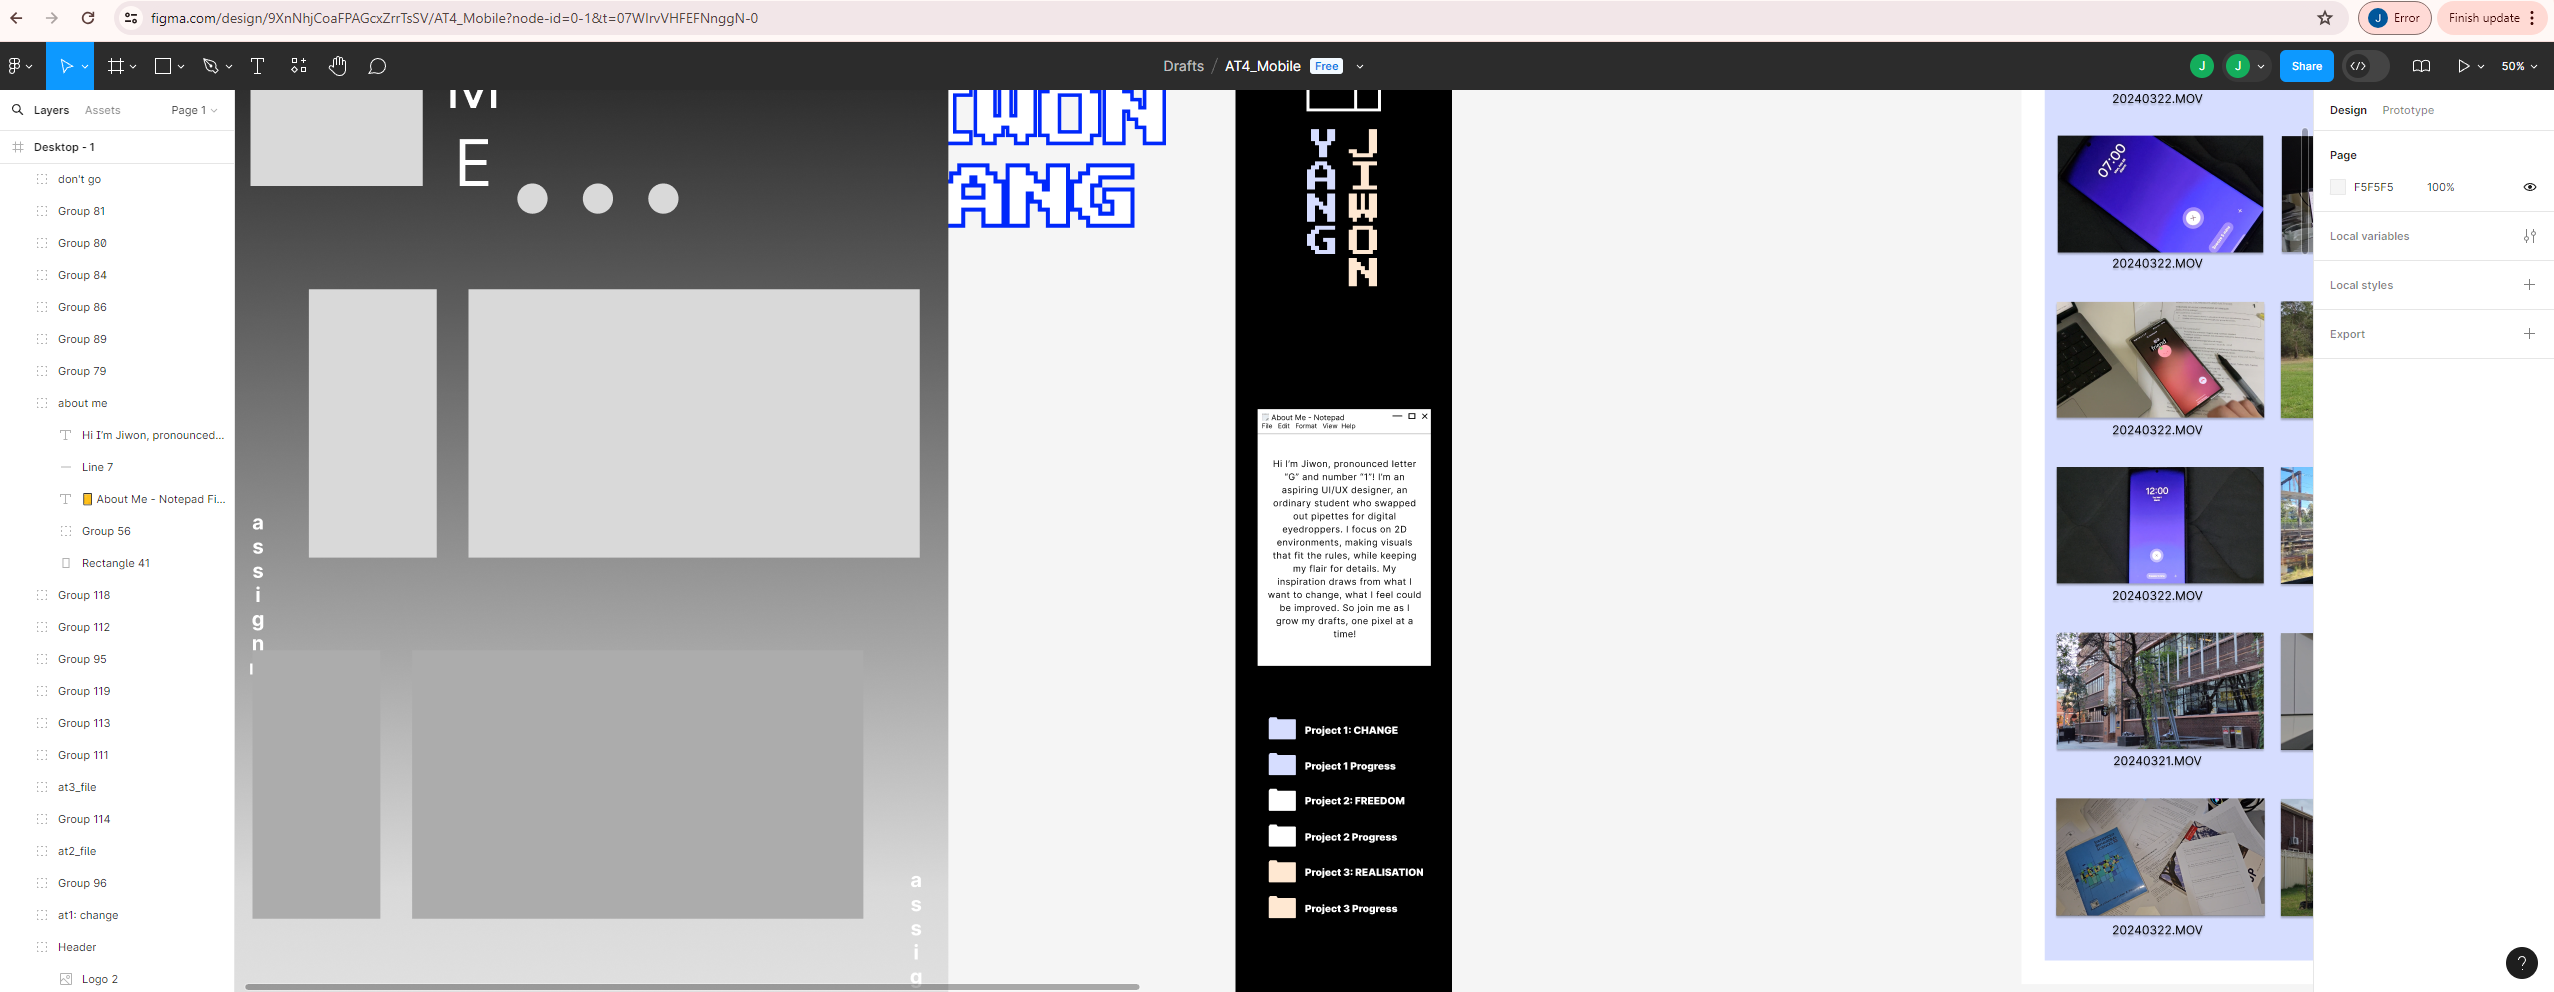 figma.com/design/9XnNhjCoaFPAGcxZrrTsSV/AT4_Mobile?node-id=0-1&t=07WIrvVHFEFNnggN-0
J Error
Finish update
Drafts / AT4_Mobile Free
J
J
Share
50%
Layers
Assets
Page 1
Desktop - 1
don't go
Group 81
Group 80
Group 84
Group 86
Group 89
Group 79
about me
Hi I'm Jiwon, pronounced...
Line 7
About Me - Notepad Fi...
Group 56
Rectangle 41
Group 118
Group 112
Group 95
Group 119
Group 113
Group 111
at3_file
Group 114
at2_file
Group 96
at1: change
Header
Logo 2
M
E
a
s
s
i
g
n
a
s
s
i
g
IWON
ANG
YANG
JIWON
About Me - Notepad
File Edit Format View Help
Hi I'm Jiwon, pronounced letter
"G" and number "1"! I'm an
aspiring UI/UX designer, an
ordinary student who swapped
out pipettes for digital
eyedroppers. I focus on 2D
environments, making visuals
that fit the rules, while keeping
my flair for details. My
inspiration draws from what I
want to change, what I feel could
be improved. So join me as I
grow my drafts, one pixel at a
time!
Project 1: CHANGE
Project 1 Progress
Project 2: FREEDOM
Project 2 Progress
Project 3: REALISATION
Project 3 Progress
20240322.MOV
07:00
20240322.MOV
20240322.MOV
12:00
20240322.MOV
20240321.MOV
20240322.MOV
Design
Prototype
Page
F5F5F5 100%
Local variables
Local styles
Export
?